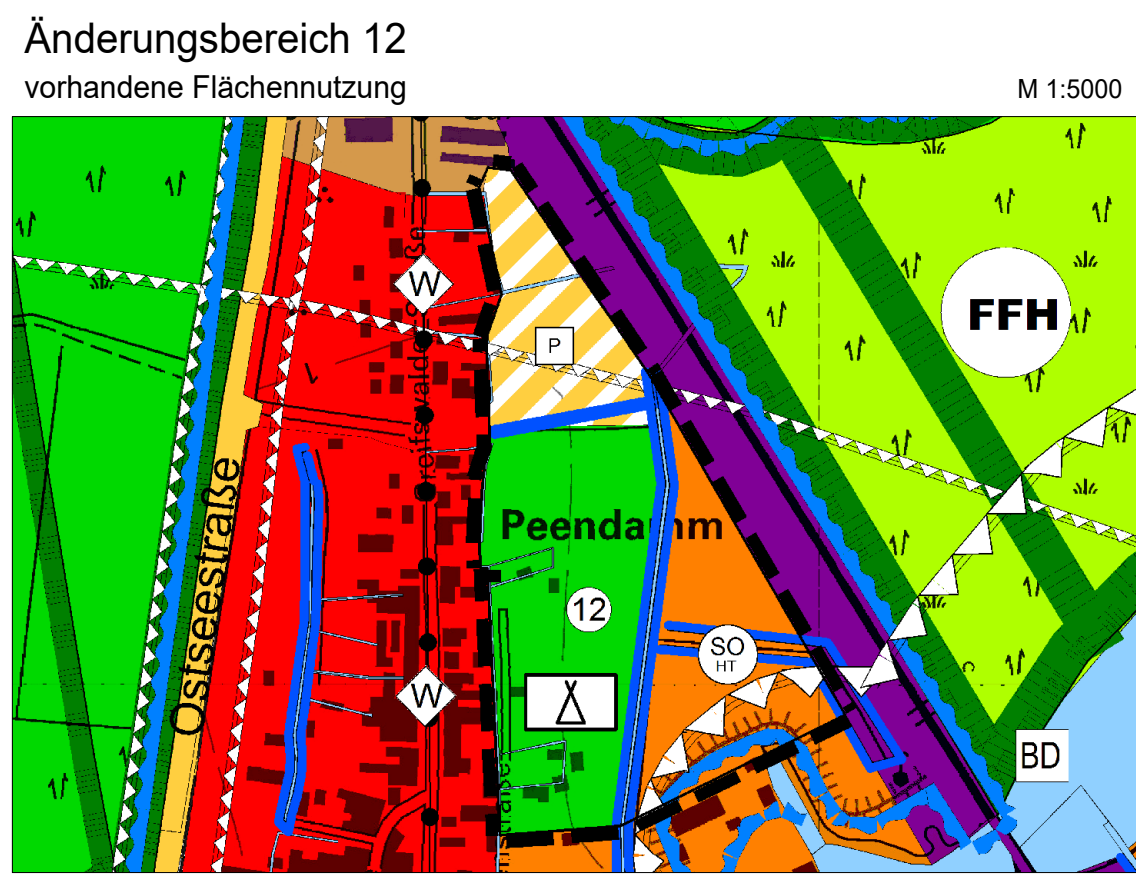 Änderungsbereich 12
vorhandene Flächennutzung
M 1:5000
FFH
W
P
Ostseestraße
Peendamm
12
SO
HT
W
BD